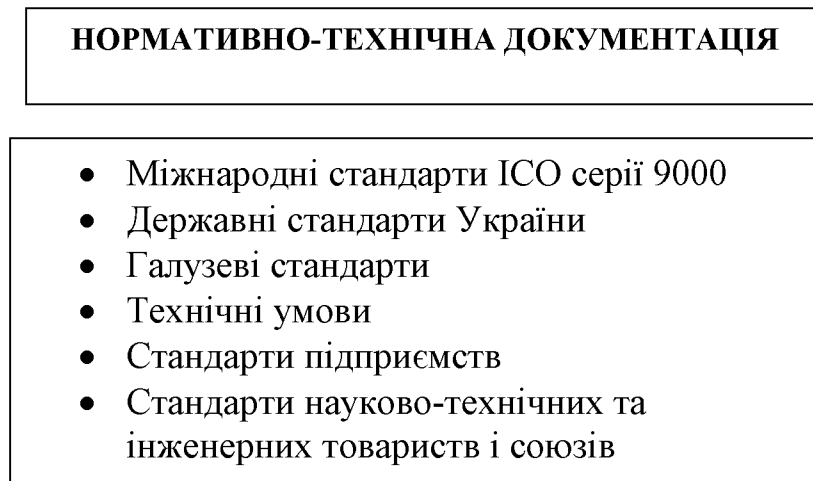 НОРМАТИВНО-ТЕХНІЧНА ДОКУМЕНТАЦІЯ
• Міжнародні стандарти ІСО серії 9000
• Державні стандарти України
• Галузеві стандарти
• Технічні умови
• Стандарти підприємств
• Стандарти науково-технічних та
інженерних товариств і союзів